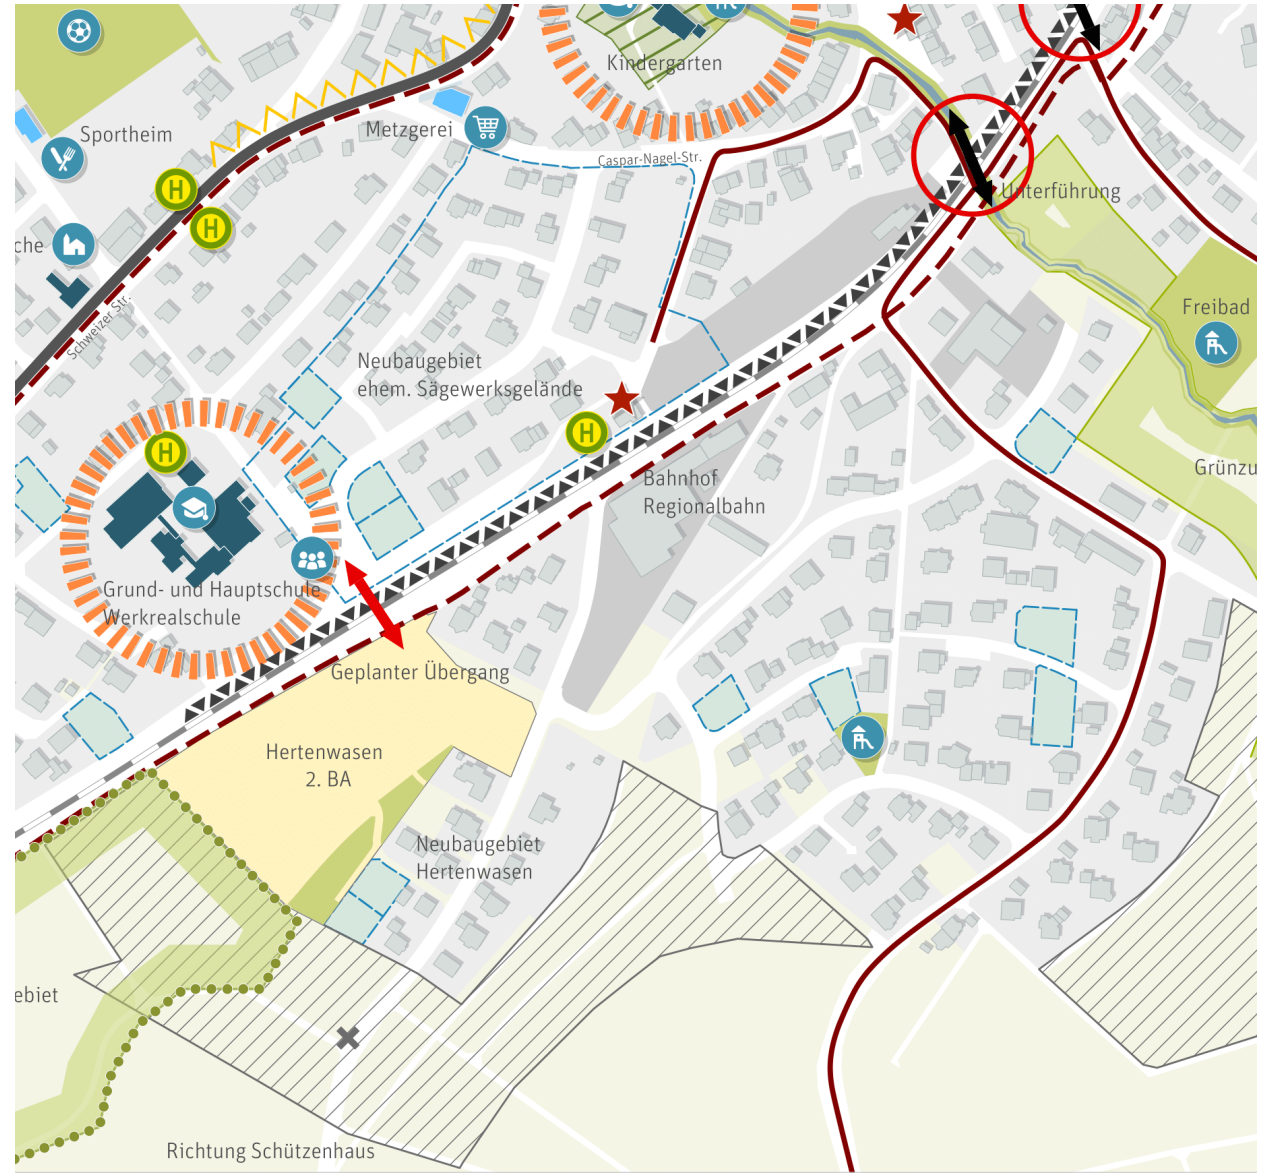 Kindergarten
Sportheim
Metzgerei
Caspar-Nagel-Str.
H
H
Unterführung
che
Schweizer Str.
Freibad
Neubaugebiet
ehem. Sägewerksgelände
H
H
Bahnhof
Regionalbahn
Grünzu
Grund- und Hauptschule
Werkrealschule
Geplanter Übergang
Hertenwasen
2. BA
Neubaugebiet
Hertenwasen
ebiet
Richtung Schützenhaus